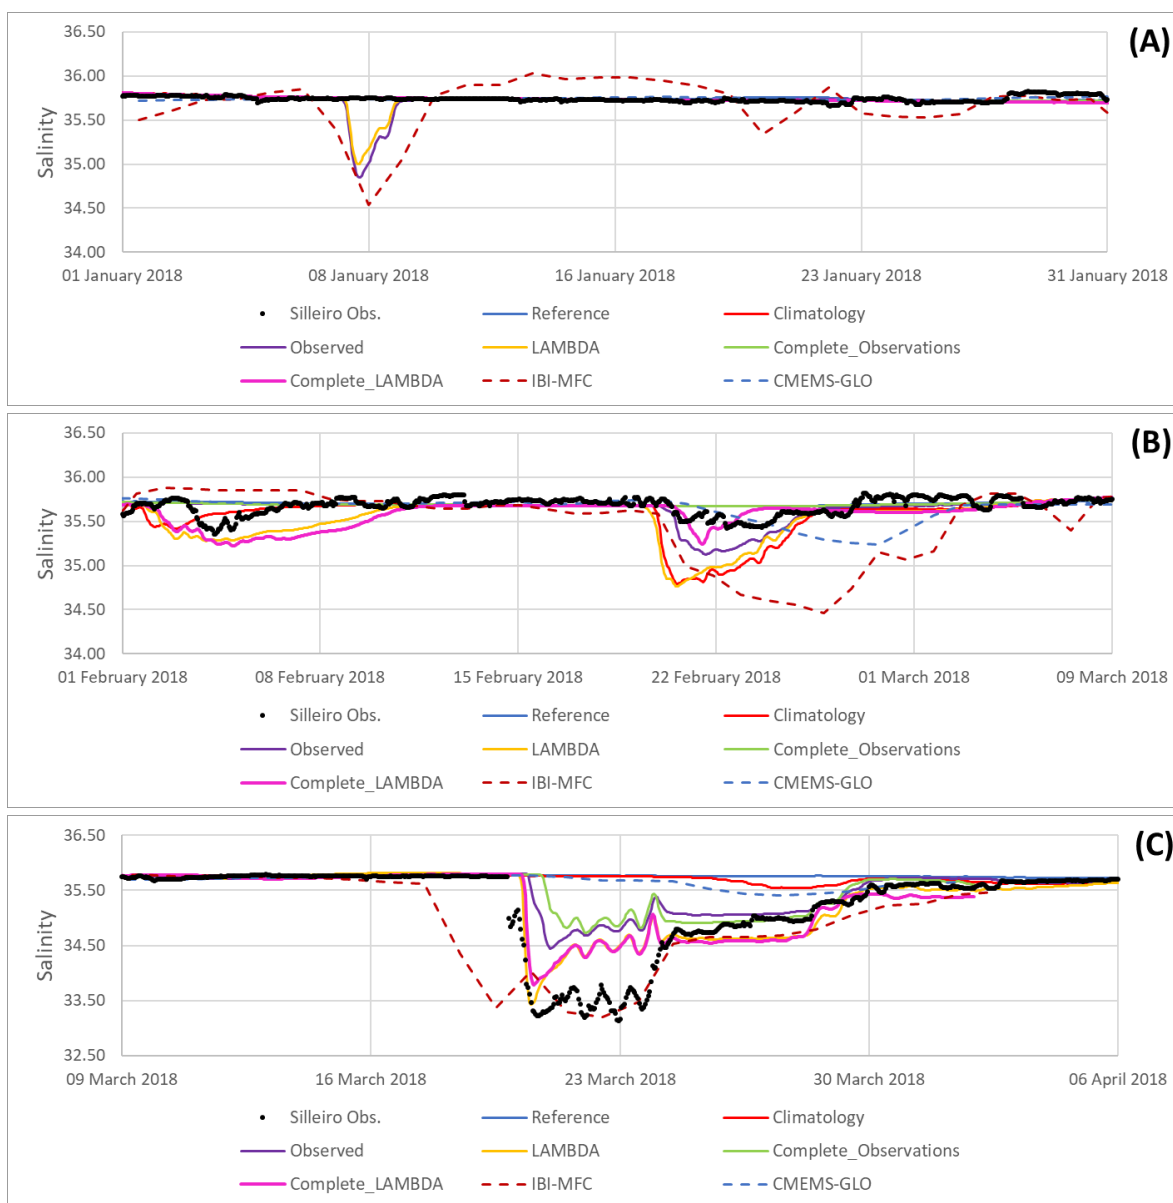 (A)
36.50
36.00
35.50
35.00
34.50
34.00
Salinity
01 January 2018 08 January 2018 16 January 2018 23 January 2018 31 January 2018
Silleiro Obs. Reference Climatology
Observed LAMBDA Complete_Observations
Complete_LAMBDA IBI-MFC CMEMS-GLO
(B)
36.50
36.00
35.50
35.00
34.50
34.00
Salinity
01 February 2018 08 February 2018 15 February 2018 22 February 2018 01 March 2018 09 March 2018
Silleiro Obs. Reference Climatology
Observed LAMBDA Complete_Observations
Complete_LAMBDA IBI-MFC CMEMS-GLO
(C)
36.50
35.50
34.50
33.50
32.50
Salinity
09 March 2018 16 March 2018 23 March 2018 30 March 2018 06 April 2018
Silleiro Obs. Reference Climatology
Observed LAMBDA Complete_Observations
Complete_LAMBDA IBI-MFC CMEMS-GLO